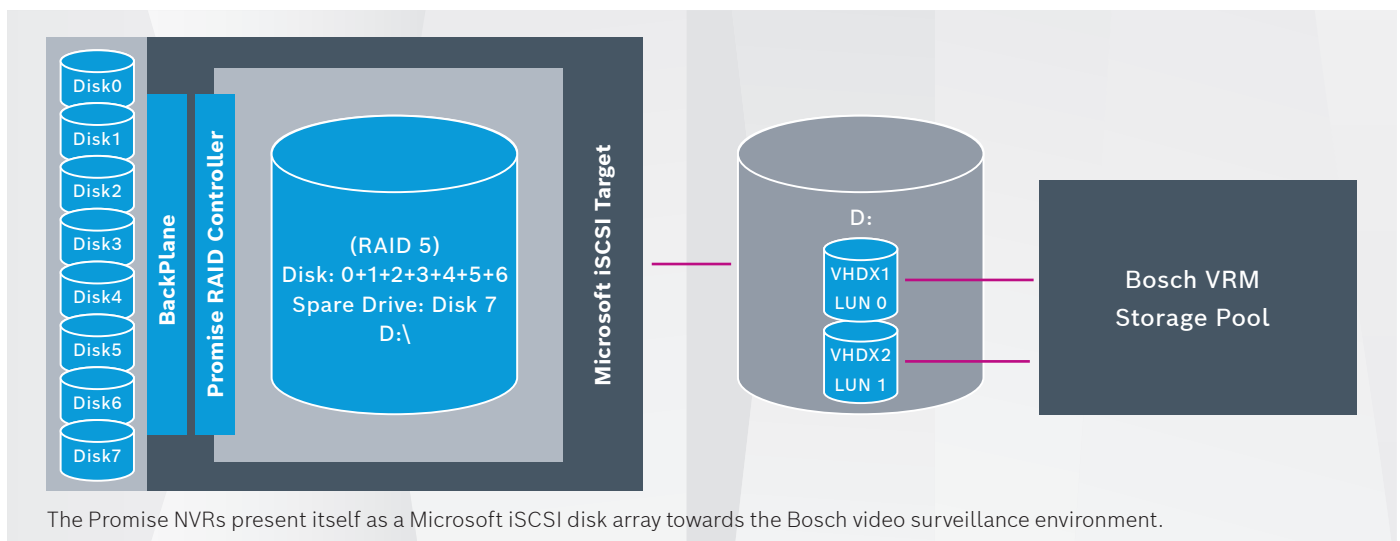 Disk0
Disk1
Disk2
Disk3
Disk4
Disk5
Disk6
Disk7
BackPlane
Promise RAID Controller
(RAID 5)
Disk: 0+1+2+3+4+5+6
Spare Drive: Disk 7
D:\
Microsoft iSCSI Target
D:
VHDX1
LUN 0
VHDX2
LUN 1
Bosch VRM
Storage Pool
The Promise NVRs present itself as a Microsoft iSCSI disk array towards the Bosch video surveillance environment.